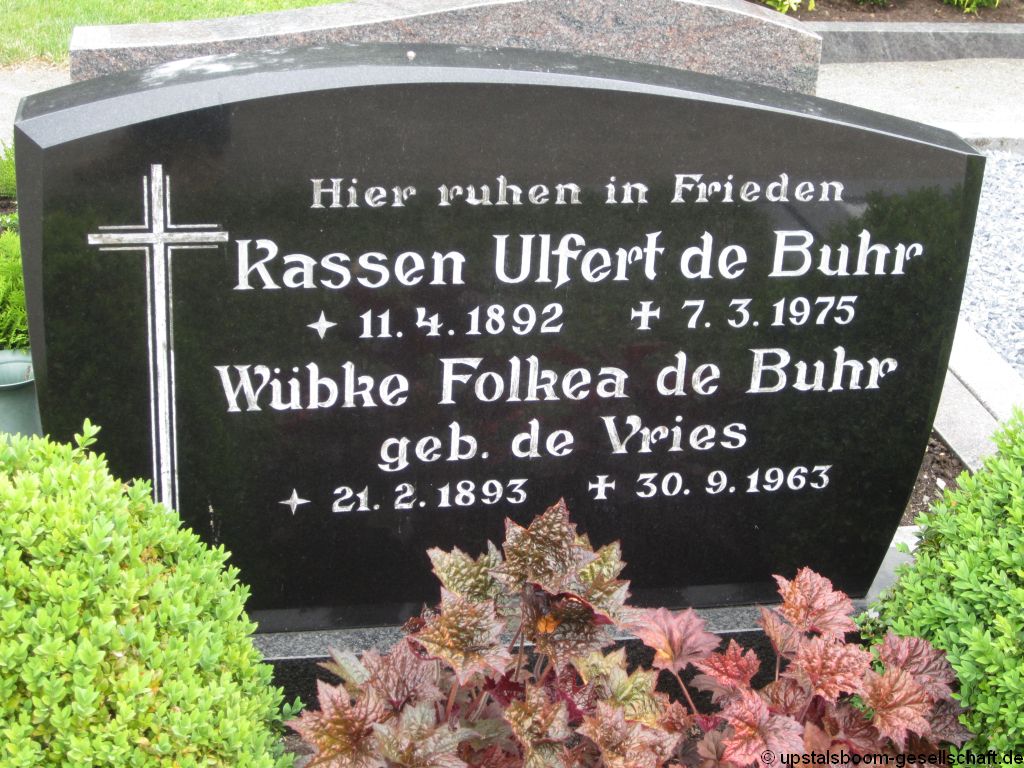 Hier ruhen in Frieden
Kassen Ulfert de Buhr
11. 4. 1892 7. 3. 1975
Wübke Folkea de Buhr
geb. de Vries
21. 2. 1893 30. 9. 1963
© upstalsboom-gesellschaft.de